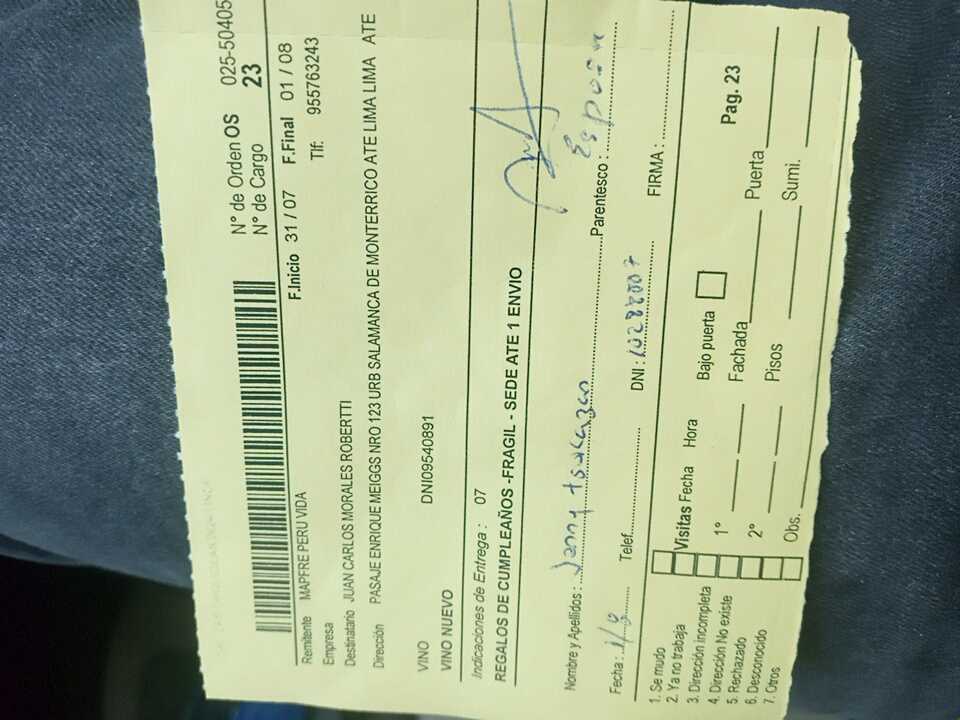 N° de Orden OS 025-50405
N° de Cargo 23
F.Inicio 31 / 07 F.Final 01 / 08
Remitente MAPFRE PERU VIDA
Tlf: 955763243
Empresa
Destinatario JUAN CARLOS MORALES ROBERTTI
Dirección PASAJE ENRIQUE MEIGGS NRO 123 URB SALAMANCA DE MONTERRICO ATE LIMA LIMA ATE
VINO
VINO NUEVO DNI09540891
Indicaciones de Entrega : 07
REGALOS DE CUMPLEAÑOS -FRAGIL - SEDE ATE 1 ENVIO
Nombre y Apellidos : Jenny Parentesco : Esposa
Fecha : 1/8 Telef. DNI : 10288007 FIRMA :
1. Se mudo
2. Ya no trabaja Visitas Fecha Hora Bajo puerta Pag. 23
3. Dirección Incompleta 1° Fachada Puerta
4. Dirección No existe
5. Rechazado 2° Pisos Sumi.
6. Desconocido
7. Otros Obs.